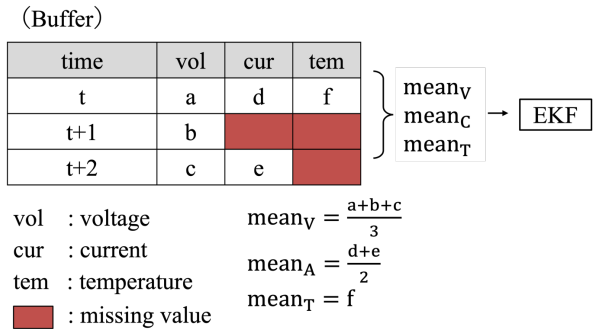 （Buffer）
time vol cur tem
t a d f
t+1 b
t+2 c e
mean_V
mean_C
mean_T
EKF
vol : voltage
cur : current
tem : temperature
: missing value
mean_V = (a+b+c)/3
mean_A = (d+e)/2
mean_T = f